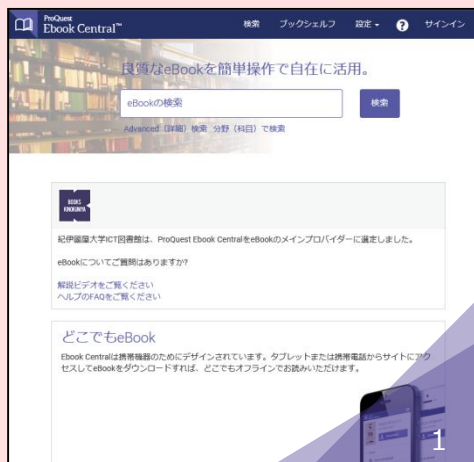 ProQuest
Ebook Central™
検索 ブックシェルフ 設定 ? サインイン
良質なeBookを簡単操作で自在に活用。
eBookの検索 検索
Advanced（詳細）検索 分野（科目）で検索
BOOKS
KINOKUNIYA
紀伊國屋大学ICT図書館は、ProQuest Ebook CentralをeBookのメインプロバイダーに選定しました。
eBookについてご質問はありますか?
解説ビデオをご覧ください
ヘルプのFAQをご覧ください
どこでもeBook
Ebook Centralは携帯機器のためにデザインされています。タブレットまたは携帯電話からサイトにアク
セスしてeBookをダウンロードすれば、どこでもオフラインでお読みいただけます。
1